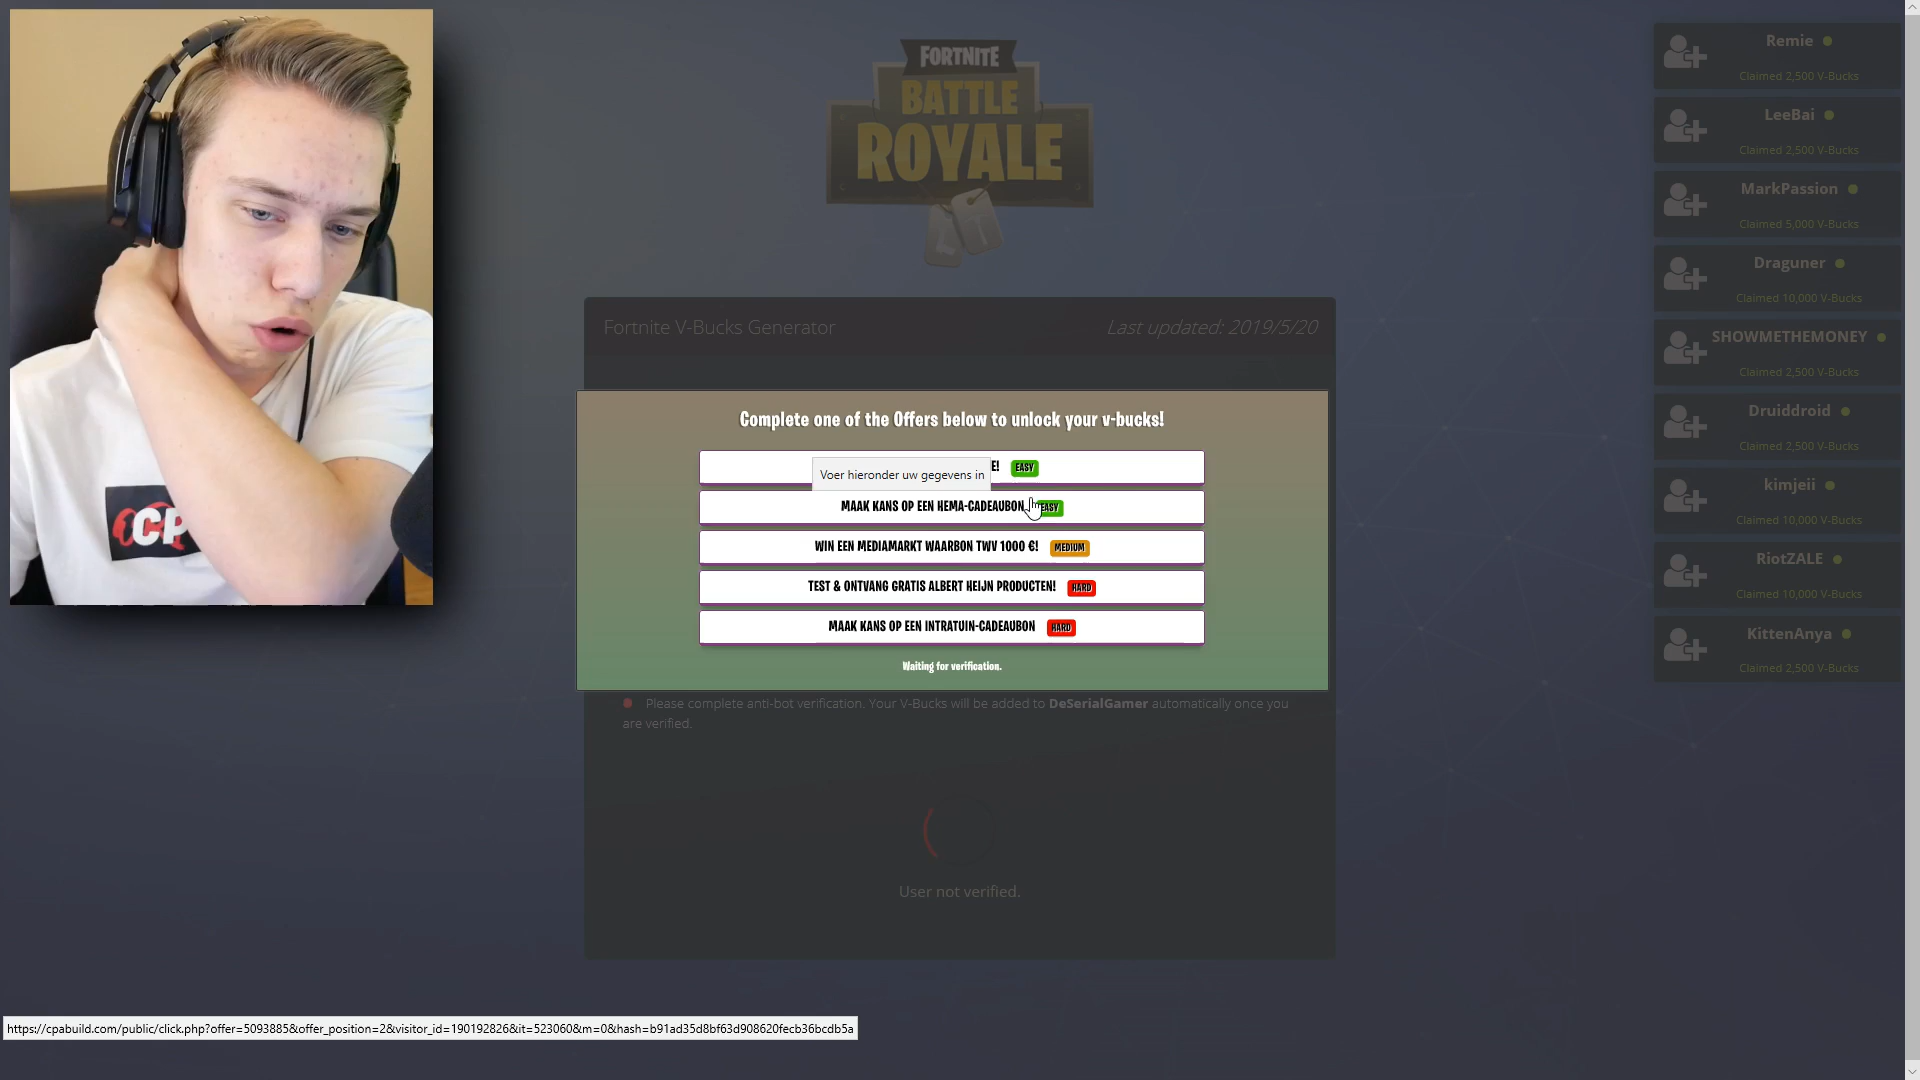 FORTNITE
BATTLE
ROYALE
Fortnite V-Bucks Generator
Last updated: 2019/5/20
Complete one of the Offers below to unlock your v-bucks!
E! EASY
Voer hieronder uw gegevens in
MAAK KANS OP EEN HEMA-CADEAUBON EASY
WIN EEN MEDIAMARKT WAARBON TWV 1000 €! MEDIUM
TEST & ONTVANG GRATIS ALBERT HEIJN PRODUCTEN! HARD
MAAK KANS OP EEN INTRATUIN-CADEAUBON HARD
Waiting for verification.
Please complete anti-bot verification. Your V-Bucks will be added to DeSerialGamer automatically once you
are verified.
User not verified.
Remie
Claimed 2,500 V-Bucks
LeeBai
Claimed 2,500 V-Bucks
MarkPassion
Claimed 5,000 V-Bucks
Draguner
Claimed 10,000 V-Bucks
SHOWMETHEMONEY
Claimed 2,500 V-Bucks
Druiddroid
Claimed 2,500 V-Bucks
kimjeii
Claimed 10,000 V-Bucks
RiotZALE
Claimed 10,000 V-Bucks
KittenAnya
Claimed 2,500 V-Bucks
CP
https://cpabuild.com/public/click.php?offer=5093885&offer_position=2&visitor_id=190192826&it=523060&m=0&hash=b91ad35d8bf63d908620fecb36bcdb5a